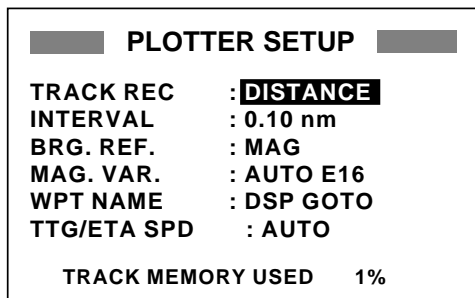 PLOTTER SETUP
TRACK REC : DISTANCE
INTERVAL : 0.10 nm
BRG. REF. : MAG
MAG. VAR. : AUTO E16
WPT NAME : DSP GOTO
TTG/ETA SPD : AUTO
TRACK MEMORY USED 1%